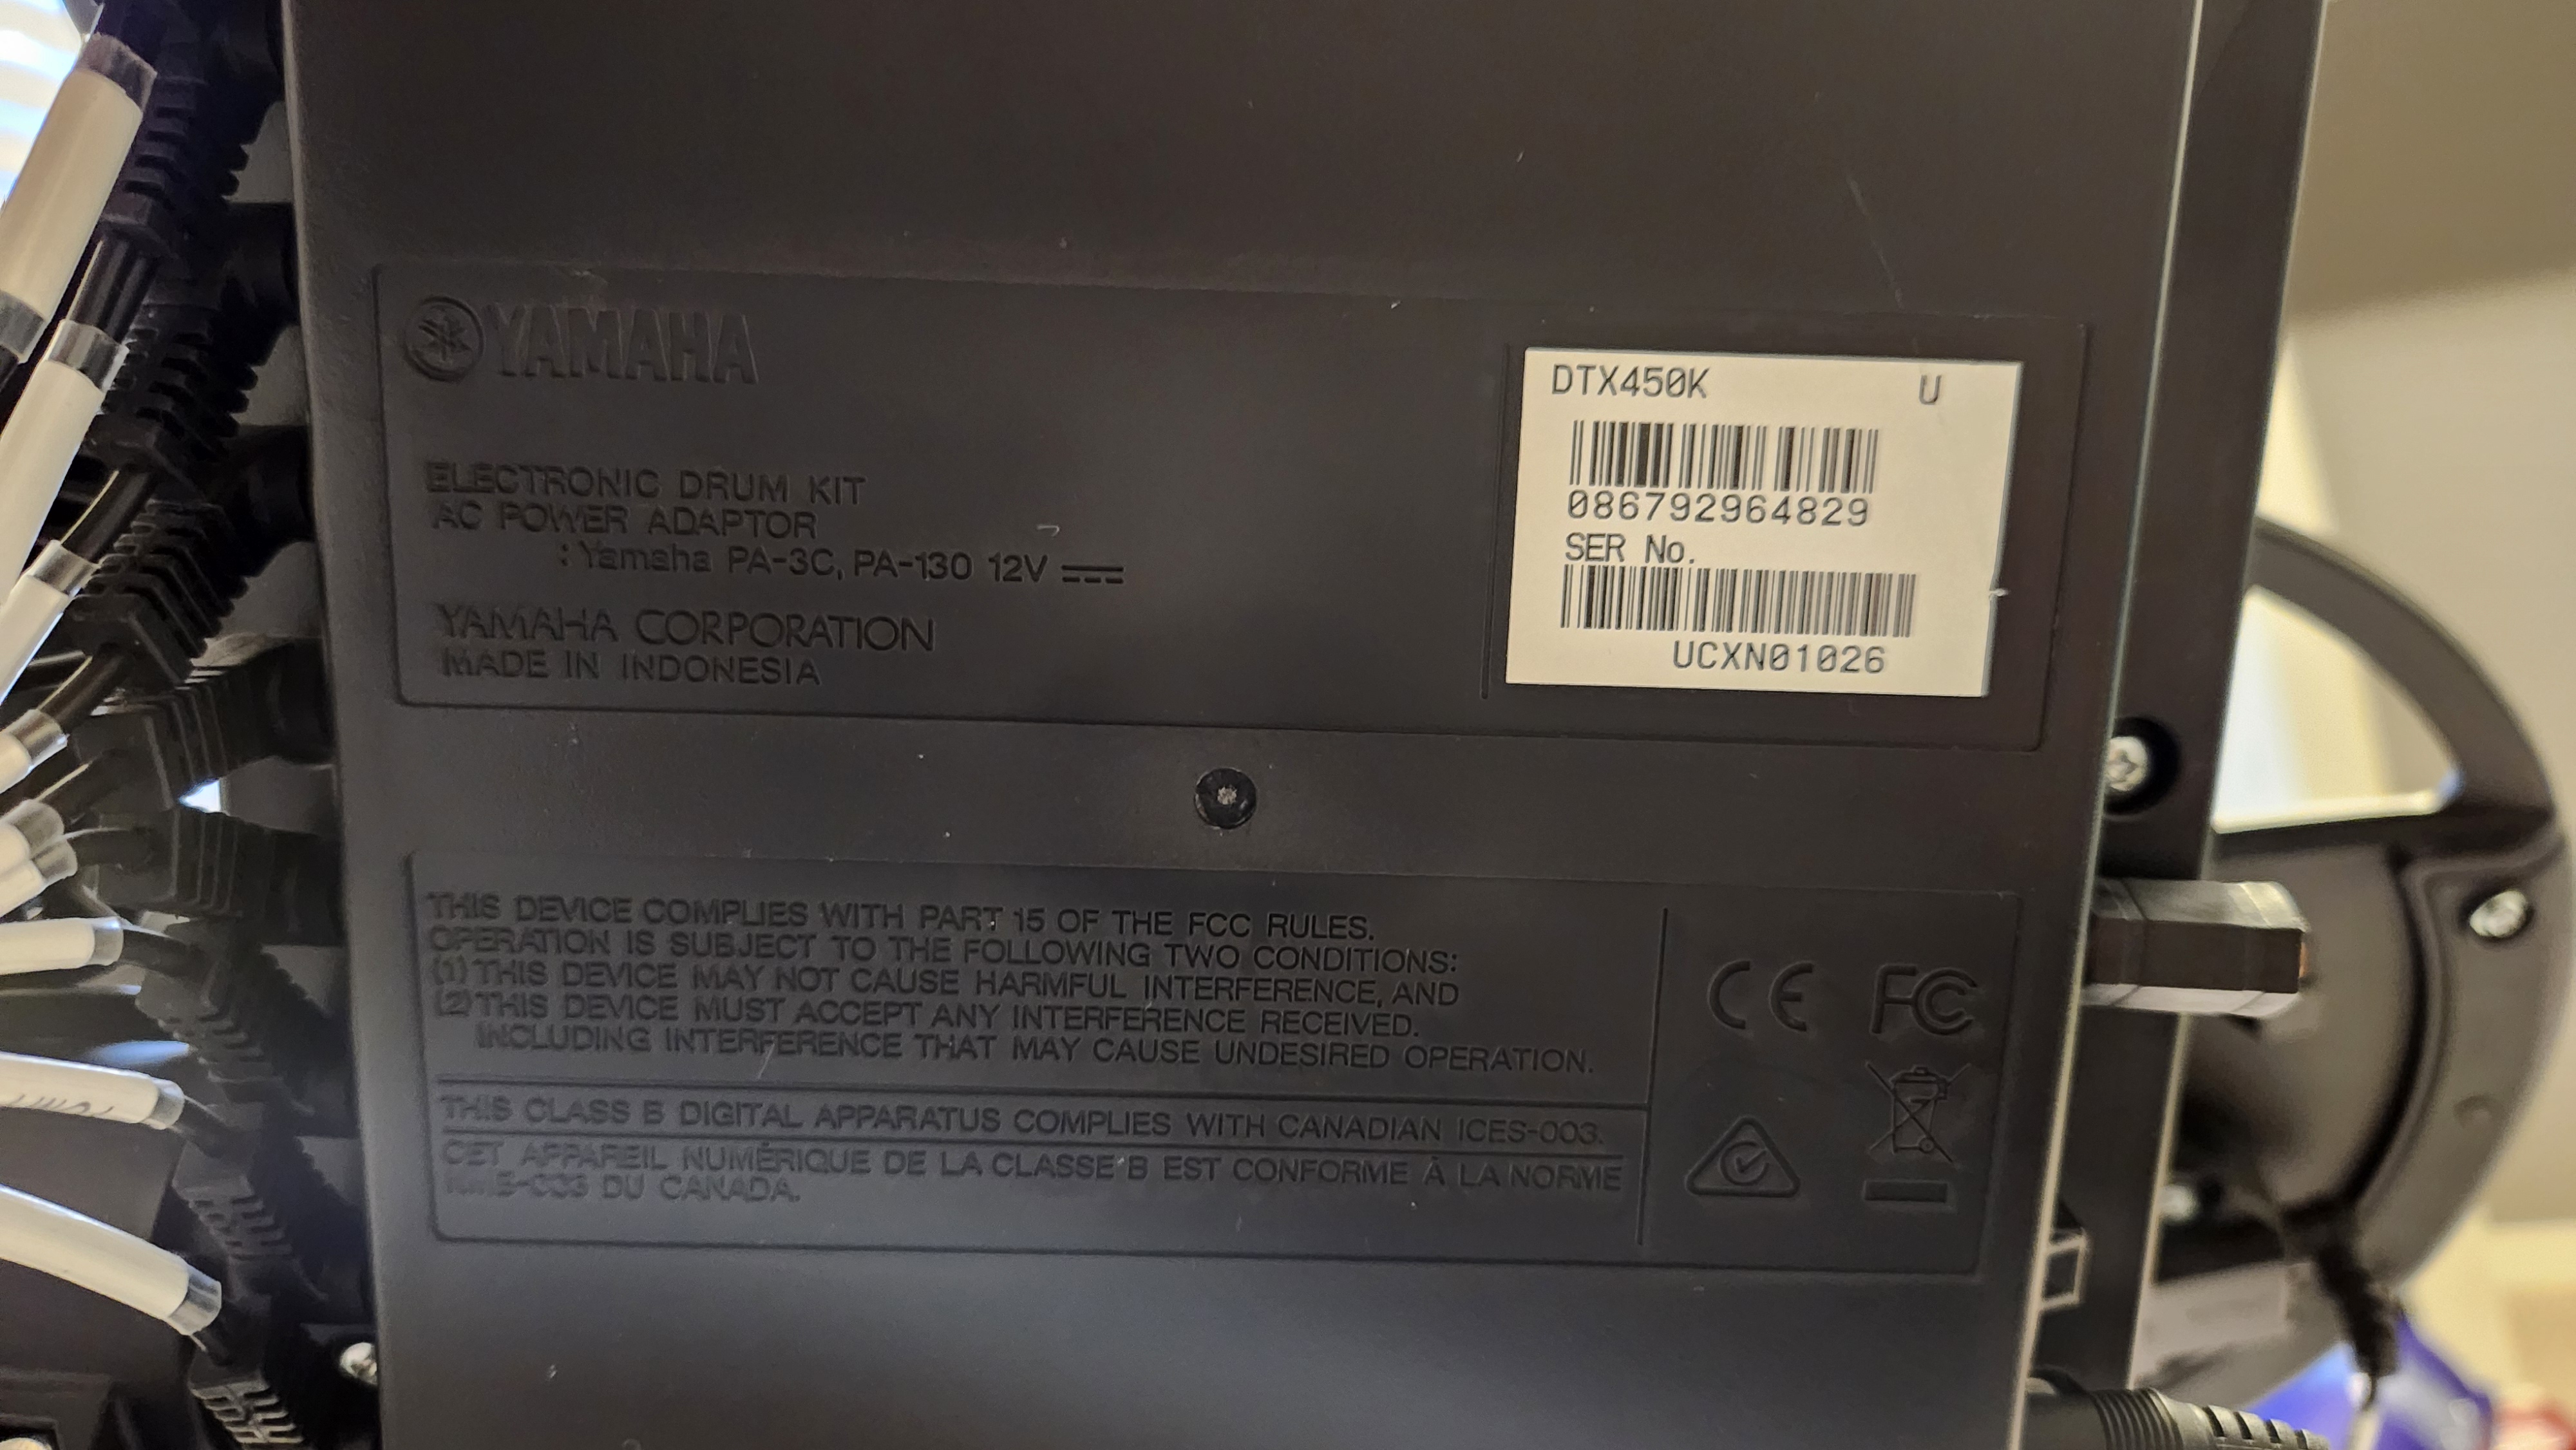 YAMAHA
ELECTRONIC DRUM KIT
AC POWER ADAPTOR
: Yamaha PA-3C, PA-130 12V
YAMAHA CORPORATION
MADE IN INDONESIA
DTX450K U
086792964829
SER No.
UCXN01026
THIS DEVICE COMPLIES WITH PART 15 OF THE FCC RULES.
OPERATION IS SUBJECT TO THE FOLLOWING TWO CONDITIONS:
(1) THIS DEVICE MAY NOT CAUSE HARMFUL INTERFERENCE, AND
(2) THIS DEVICE MUST ACCEPT ANY INTERFERENCE RECEIVED.
INCLUDING INTERFERENCE THAT MAY CAUSE UNDESIRED OPERATION.
THIS CLASS B DIGITAL APPARATUS COMPLIES WITH CANADIAN ICES-003.
CET APPAREIL NUMÉRIQUE DE LA CLASSE B EST CONFORME À LA NORME
NMB-003 DU CANADA.
CE FC